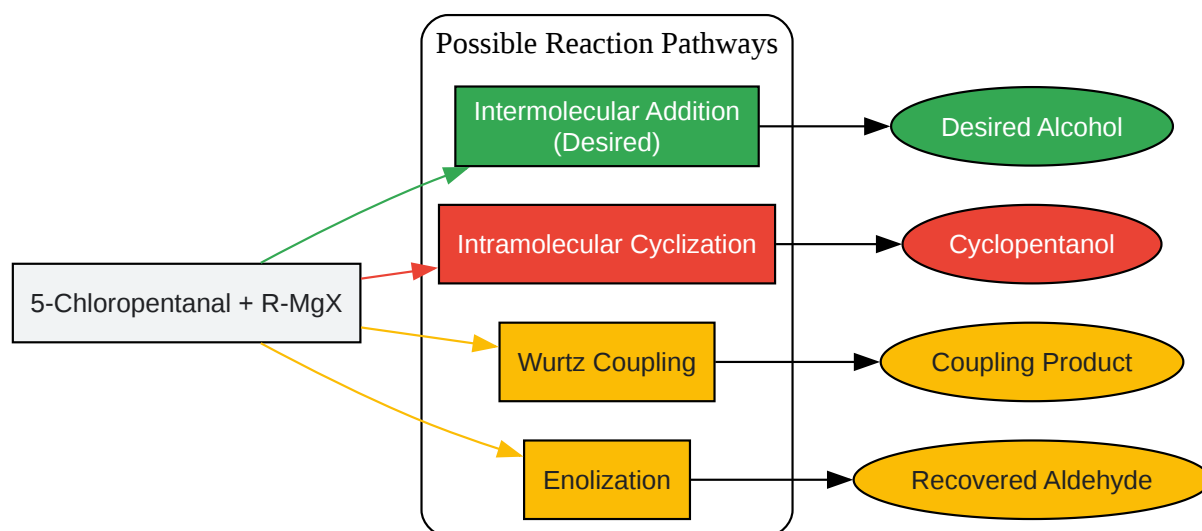 Possible Reaction Pathways
Intermolecular Addition
(Desired)
Desired Alcohol
Intramolecular Cyclization
Cyclopentanol
5-Chloropentanal + R-MgX
Wurtz Coupling
Coupling Product
Enolization
Recovered Aldehyde